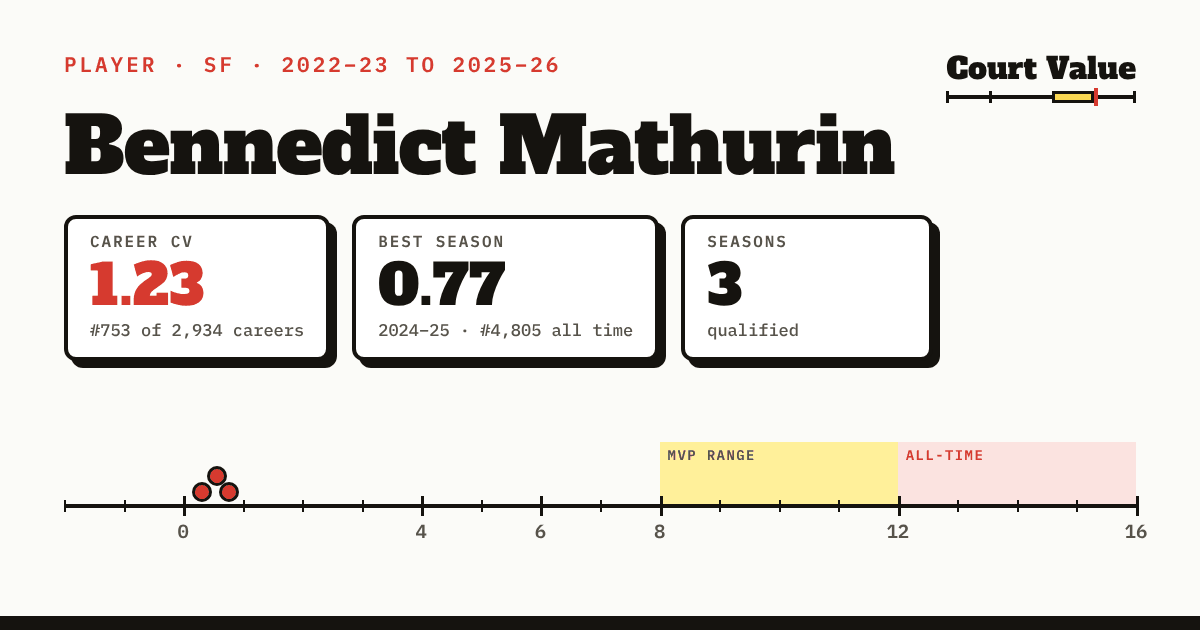 PLAYER · SF · 2022–23 TO 2025–26
Court Value
Bennedict Mathurin
CAREER CV
1.23
#753 of 2,934 careers
BEST SEASON
0.77
2024–25 · #4,805 all time
SEASONS
3
qualified
MVP RANGE
ALL-TIME
0 4 6 8 12 16